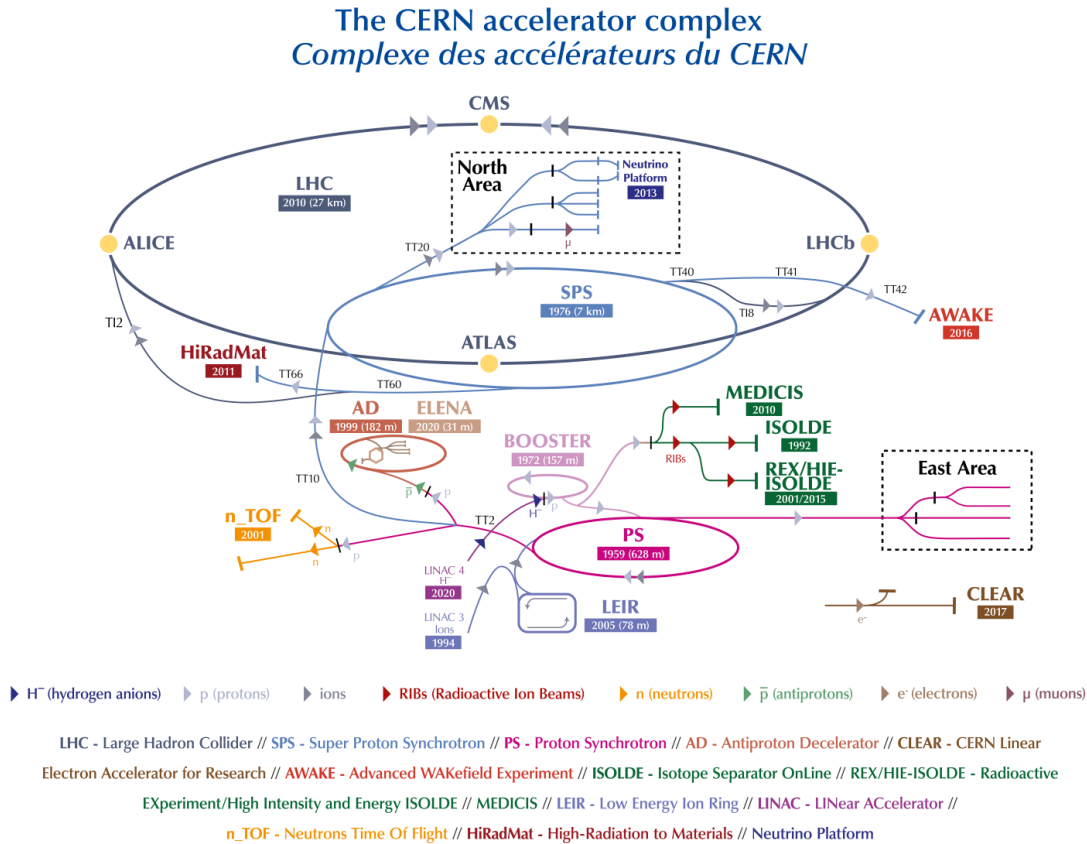 The CERN accelerator complex
Complexe des accélérateurs du CERN
CMS
North
Area
Neutrino
Platform
2013
LHC
2010 (27 km)
ALICE
LHCb
TT20
μ
TT40
TT41
TT42
SPS
1976 (7 km)
TI8
TI2
AWAKE
2016
ATLAS
HiRadMat
2011
TT66
TT60
MEDICIS
2010
AD
1999 (182 m)
ELENA
2020 (31 m)
ISOLDE
1992
BOOSTER
1972 (157 m)
RIBs
REX/HIE-
ISOLDE
2001/2015
East Area
TT10
p̅
p
H⁻
p
n_TOF
2001
n
n
p
TT2
PS
1959 (628 m)
LINAC 4
H⁻
2020
LINAC 3
Ions
1994
LEIR
2005 (78 m)
CLEAR
2017
e⁻
H⁻ (hydrogen anions) p (protons) ions RIBs (Radioactive Ion Beams) n (neutrons) p̅ (antiprotons) e⁻ (electrons) μ (muons)
LHC - Large Hadron Collider // SPS - Super Proton Synchrotron // PS - Proton Synchrotron // AD - Antiproton Decelerator // CLEAR - CERN Linear
Electron Accelerator for Research // AWAKE - Advanced WAKefield Experiment // ISOLDE - Isotope Separator OnLine // REX/HIE-ISOLDE - Radioactive
EXperiment/High Intensity and Energy ISOLDE // MEDICIS // LEIR - Low Energy Ion Ring // LINAC - LINear ACcelerator //
n_TOF - Neutrons Time Of Flight // HiRadMat - High-Radiation to Materials // Neutrino Platform